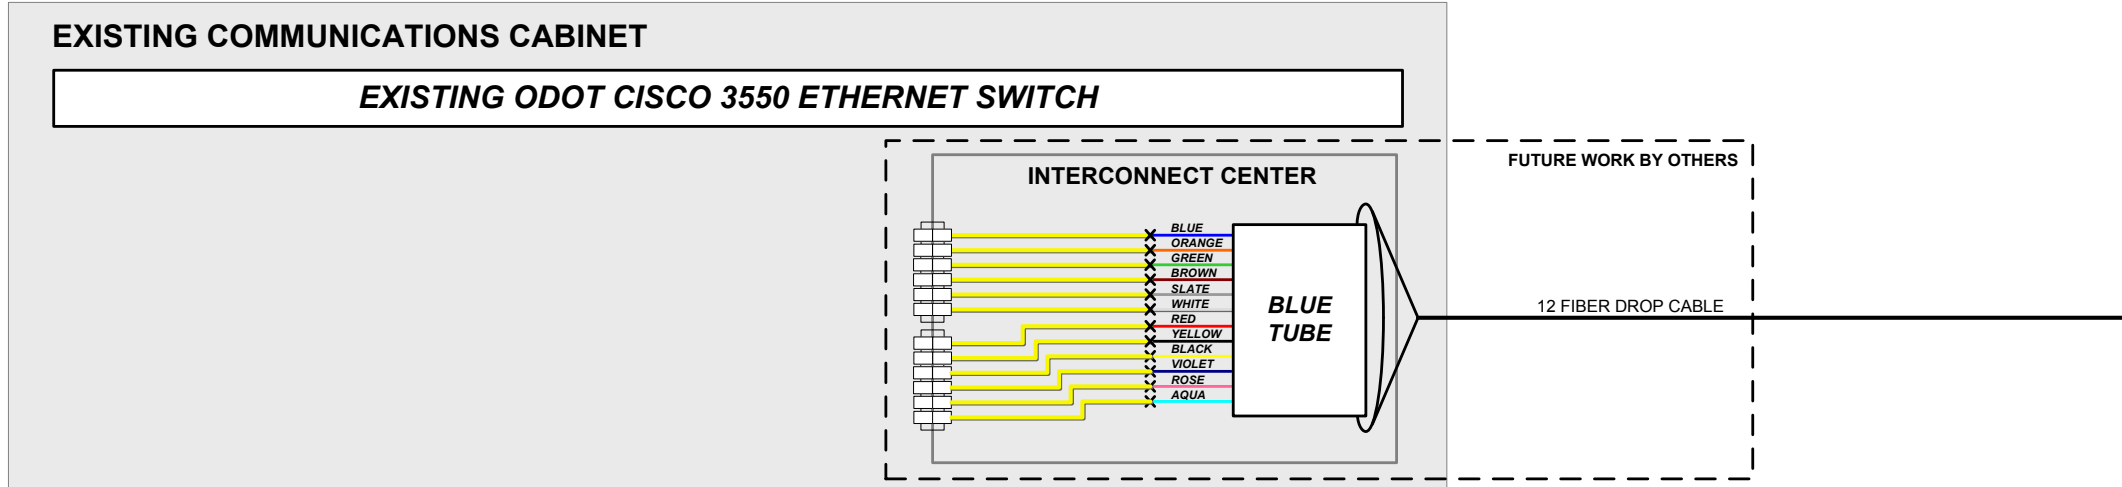 EXISTING COMMUNICATIONS CABINET
EXISTING ODOT CISCO 3550 ETHERNET SWITCH
FUTURE WORK BY OTHERS
INTERCONNECT CENTER
BLUE
ORANGE
GREEN
BROWN
SLATE
WHITE
RED
YELLOW
BLACK
VIOLET
ROSE
AQUA
BLUE
TUBE
12 FIBER DROP CABLE